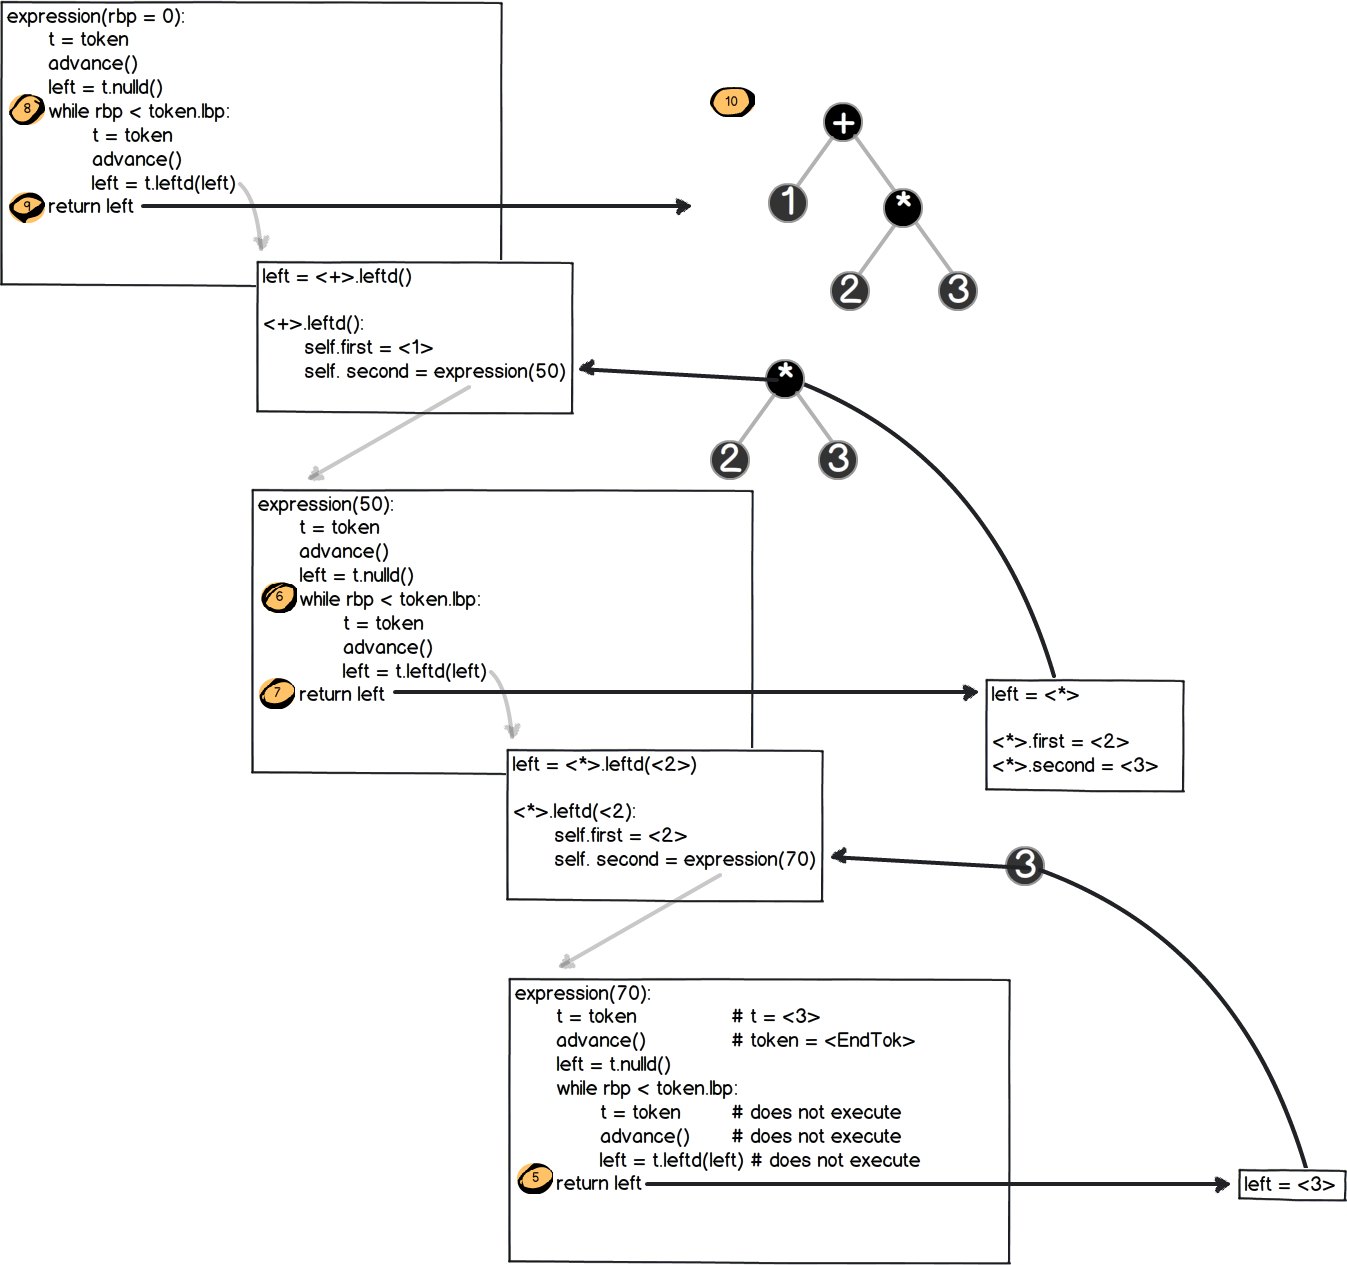 expression(rbp = 0):
t = token
advance()
left = t.nulld()
8 while rbp < token.lbp:
t = token
advance()
left = t.leftd(left)
9 return left
10
+
1
*
2 3
left = <+>.leftd()
<+>.leftd():
self.first = <1>
self. second = expression(50)
*
2 3
expression(50):
t = token
advance()
left = t.nulld()
6 while rbp < token.lbp:
t = token
advance()
left = t.leftd(left)
7 return left
left = <*>
<*>.first = <2>
<*>.second = <3>
left = <*>.leftd(<2>)
<*>.leftd(<2):
self.first = <2>
self. second = expression(70)
3
expression(70):
t = token # t = <3>
advance() # token = <EndTok>
left = t.nulld()
while rbp < token.lbp:
t = token # does not execute
advance() # does not execute
left = t.leftd(left) # does not execute
5 return left
left = <3>